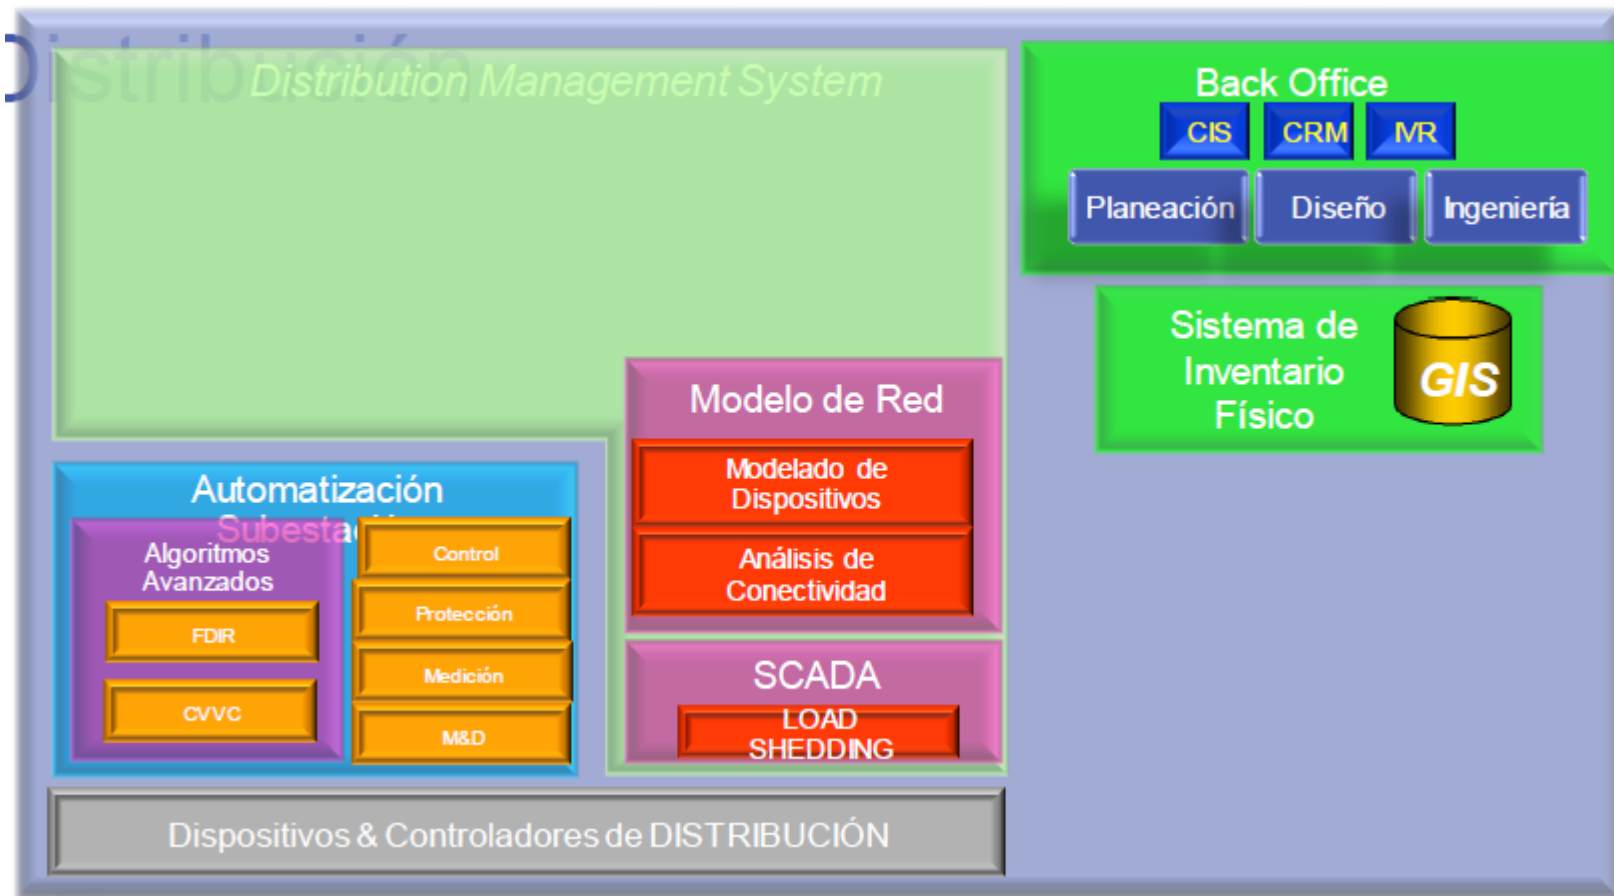 Distribución
Distribution Management System
Back Office
CIS
CRM
IVR
Planeación
Diseño
Ingeniería
Sistema de
Inventario
Físico
GIS
Modelo de Red
Modelado de
Dispositivos
Análisis de
Conectividad
Automatización
Algoritmos
Avanzados
FDIR
CVVC
Control
Protección
Medición
M&D
SCADA
LOAD
SHEDDING
Dispositivos & Controladores de DISTRIBUCIÓN